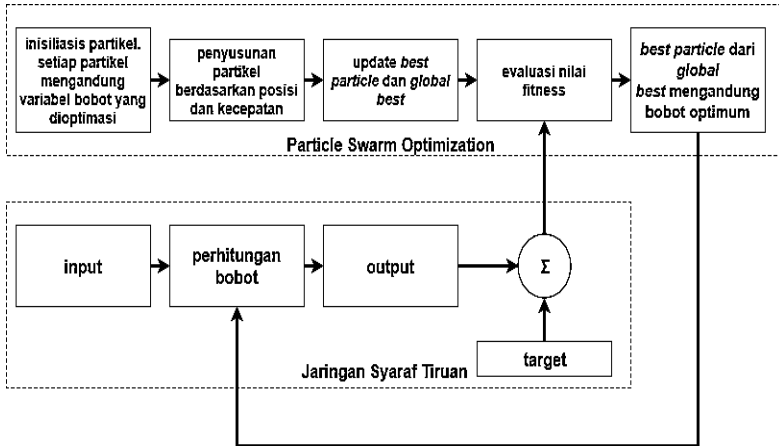 inisiliasis partikel.
setiap partikel
mengandung
variabel bobot yang
dioptimasi
penyusunan
partikel
berdasarkan posisi
dan kecepatan
update best
particle dan global
best
evaluasi nilai
fitness
best particle dari
global
best mengandung
bobot optimum
Particle Swarm Optimization
input
perhitungan
bobot
output
Σ
target
Jaringan Syaraf Tiruan